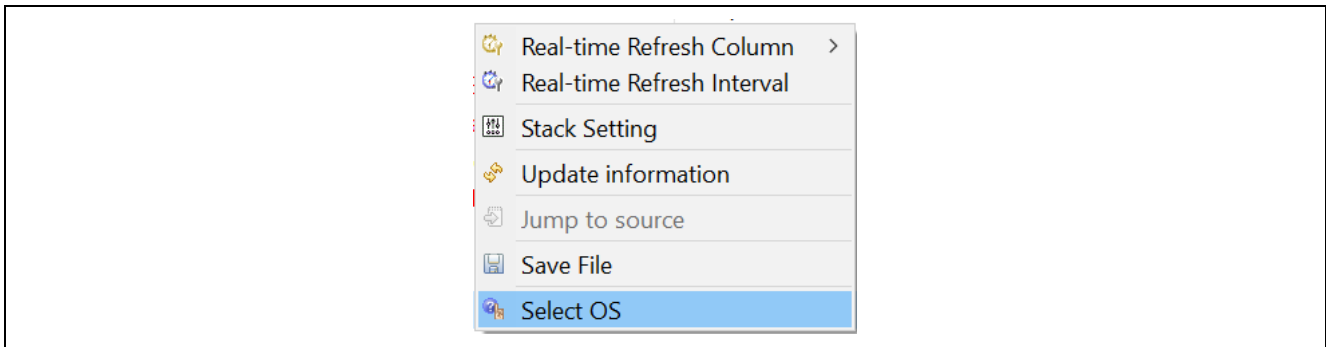 Real-time Refresh Column
Real-time Refresh Interval
Stack Setting
Update information
Jump to source
Save File
Select OS